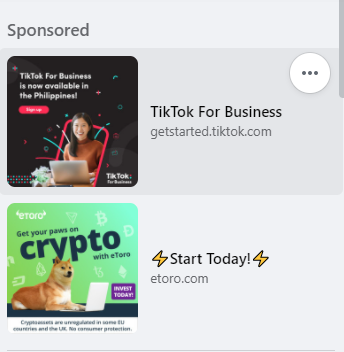 Sponsored
TikTok For Business
is now available in
the Philippines!
Sign up
TikTok
For Business
TikTok For Business
getstarted.tiktok.com
eToro
Get your paws on
crypto
with eToro
INVEST
TODAY!
Cryptoassets are unregulated in some EU
countries and the UK. No consumer protection.
⚡Start Today!⚡
etoro.com